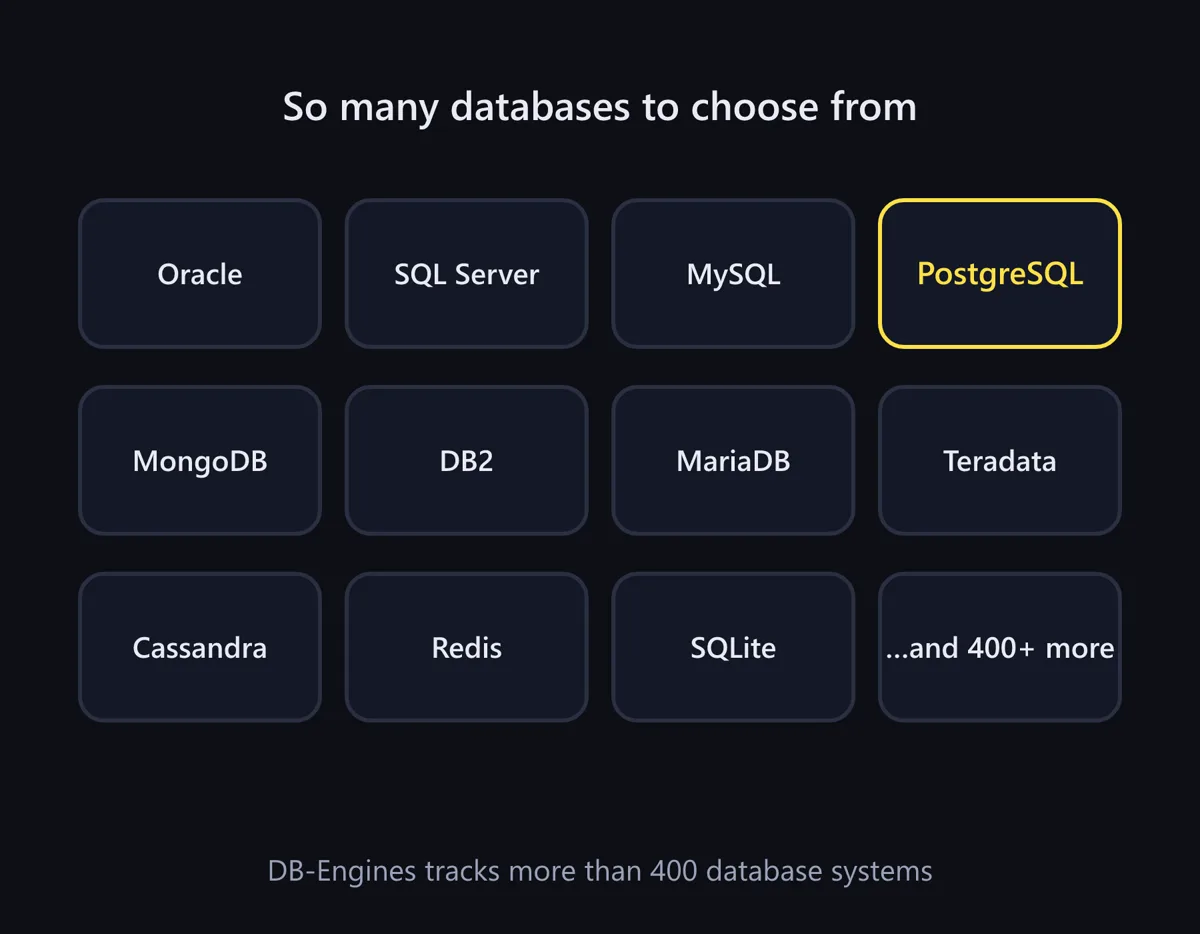 So many databases to choose from
Oracle
SQL Server
MySQL
PostgreSQL
MongoDB
DB2
MariaDB
Teradata
Cassandra
Redis
SQLite
...and 400+ more
DB-Engines tracks more than 400 database systems